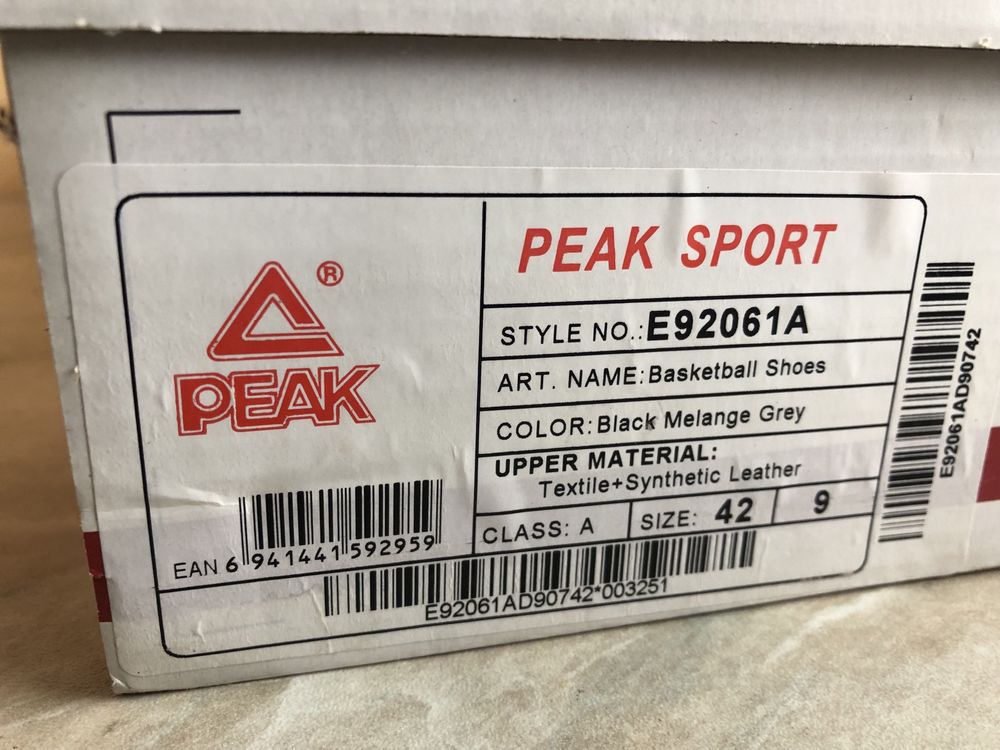 ®
PEAK
PEAK SPORT
STYLE NO.:E92061A
ART. NAME:Basketball Shoes
COLOR:Black Melange Grey
UPPER MATERIAL:
Textile+Synthetic Leather
CLASS: A
SIZE: 42 9
EAN 6 941441 592959
E92061AD90742*003251
E92061AD90742